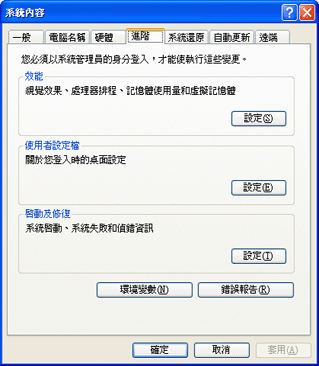 系統內容
一般 電腦名稱 硬體 進階 系統還原 自動更新 遠端
您必須以系統管理員的身分登入，才能使執行這些變更。
效能
視覺效果、處理器排程、記憶體使用量和虛擬記憶體
設定(S)
使用者設定檔
關於您登入時的桌面設定
設定(E)
啟動及修復
系統啟動、系統失敗和偵錯資訊
設定(T)
環境變數(N) 錯誤報告(R)
確定 取消 套用(A)